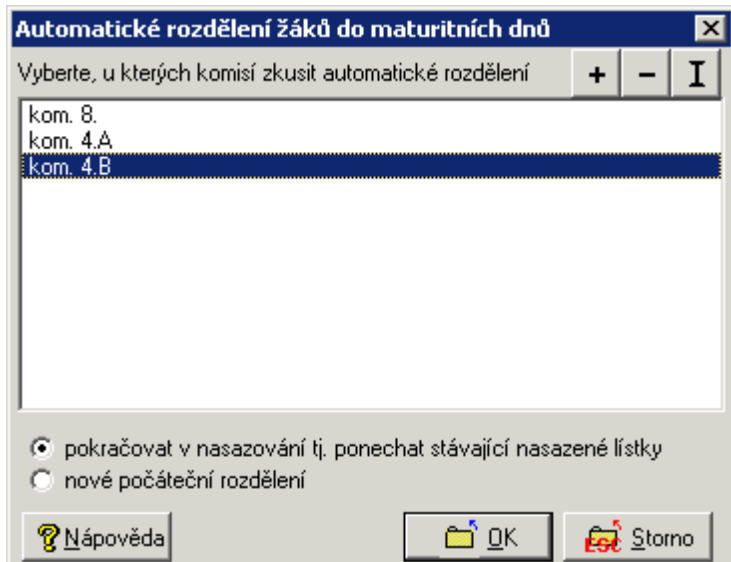 Automatické rozdělení žáků do maturitních dnů
Vyberte, u kterých komisí zkusit automatické rozdělení + - I
kom. 8.
kom. 4.A
kom. 4.B
pokračovat v nasazování tj. ponechat stávající nasazené lístky
nové počáteční rozdělení
? Nápověda OK ESC Storno